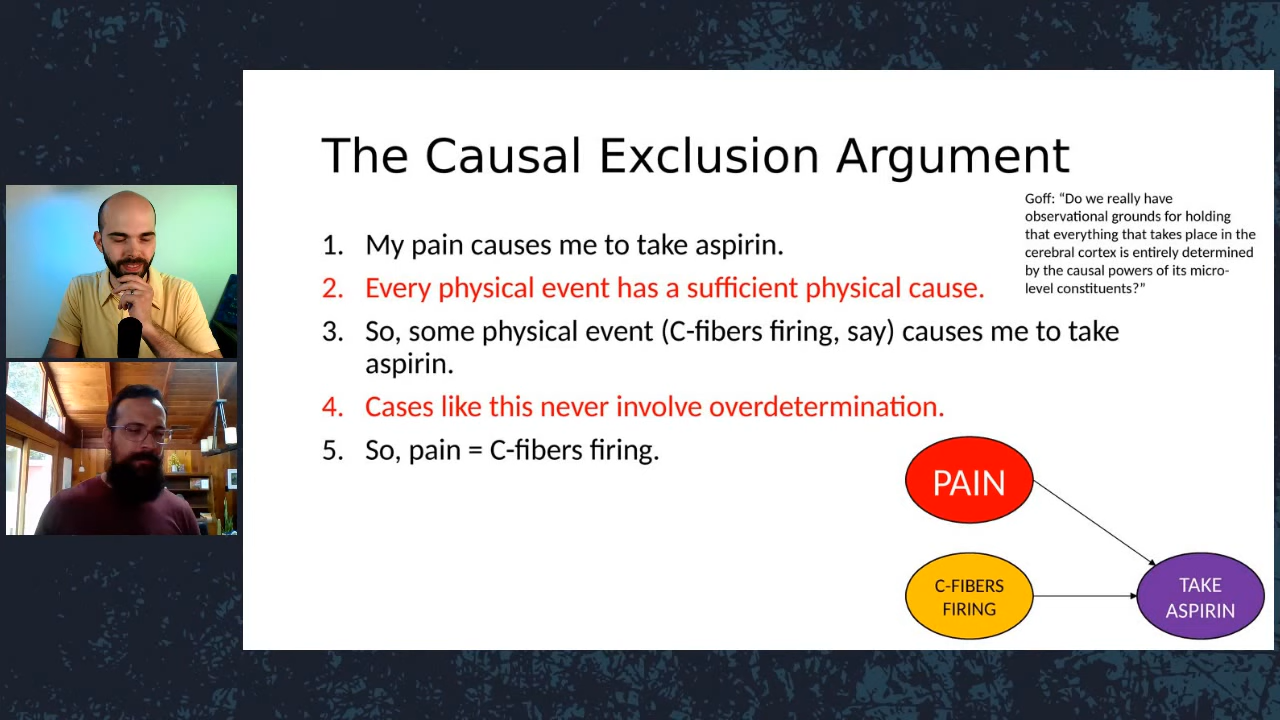 The Causal Exclusion Argument
Goff: “Do we really have
observational grounds for holding
that everything that takes place in the
cerebral cortex is entirely determined
by the causal powers of its micro-
level constituents?”
1. My pain causes me to take aspirin.
2. Every physical event has a sufficient physical cause.
3. So, some physical event (C-fibers firing, say) causes me to take
aspirin.
4. Cases like this never involve overdetermination.
5. So, pain = C-fibers firing.
PAIN
C-FIBERS
FIRING
TAKE
ASPIRIN